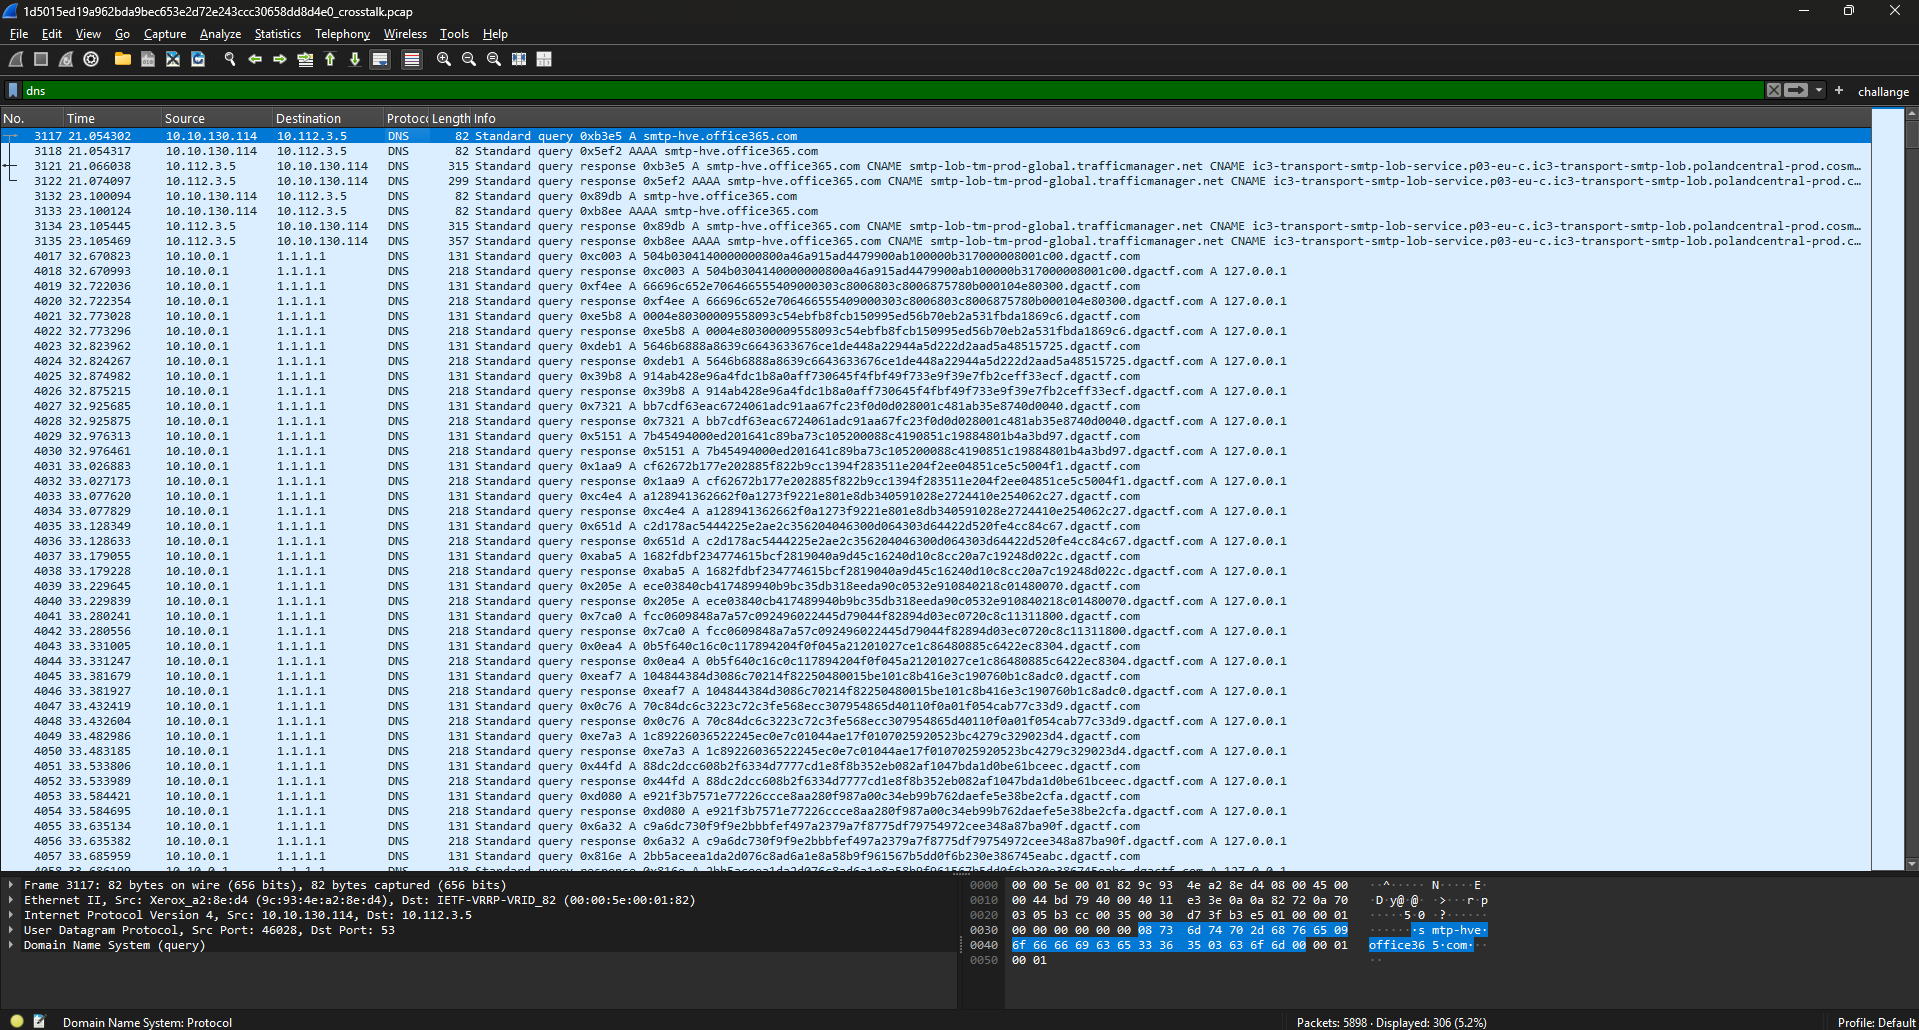 1d5015ed19a962bda9bec653e2d72e243ccc30658dd8d4e0_crosstalk.pcap
File Edit View Go Capture Analyze Statistics Telephony Wireless Tools Help
dns
challange
No. Time Source Destination Protoco Length Info
3117 21.054302 10.10.130.114 10.112.3.5 DNS 82 Standard query 0xb3e5 A smtp-hve.office365.com
3118 21.054317 10.10.130.114 10.112.3.5 DNS 82 Standard query 0x5ef2 AAAA smtp-hve.office365.com
3121 21.066038 10.112.3.5 10.10.130.114 DNS 315 Standard query response 0xb3e5 A smtp-hve.office365.com CNAME smtp-lob-tm-prod-global.trafficmanager.net CNAME ic3-transport-smtp-lob-service.p03-eu-c.ic3-transport-smtp-lob.polandcentral-prod.cosm…
3122 21.074097 10.112.3.5 10.10.130.114 DNS 299 Standard query response 0x5ef2 AAAA smtp-hve.office365.com CNAME smtp-lob-tm-prod-global.trafficmanager.net CNAME ic3-transport-smtp-lob-service.p03-eu-c.ic3-transport-smtp-lob.polandcentral-prod.c…
3132 23.100094 10.10.130.114 10.112.3.5 DNS 82 Standard query 0x89db A smtp-hve.office365.com
3133 23.100124 10.10.130.114 10.112.3.5 DNS 82 Standard query 0xb8ee AAAA smtp-hve.office365.com
3134 23.105445 10.112.3.5 10.10.130.114 DNS 315 Standard query response 0x89db A smtp-hve.office365.com CNAME smtp-lob-tm-prod-global.trafficmanager.net CNAME ic3-transport-smtp-lob-service.p03-eu-c.ic3-transport-smtp-lob.polandcentral-prod.cosm…
3135 23.105469 10.112.3.5 10.10.130.114 DNS 357 Standard query response 0xb8ee AAAA smtp-hve.office365.com CNAME smtp-lob-tm-prod-global.trafficmanager.net CNAME ic3-transport-smtp-lob-service.p03-eu-c.ic3-transport-smtp-lob.polandcentral-prod.c…
4017 32.670823 10.10.0.1 1.1.1.1 DNS 131 Standard query 0xc003 A 504b0304140000000800a46a915ad4479900ab100000b317000008001c00.dgactf.com
4018 32.670993 10.10.0.1 1.1.1.1 DNS 218 Standard query response 0xc003 A 504b0304140000000800a46a915ad4479900ab100000b317000008001c00.dgactf.com A 127.0.0.1
4019 32.722036 10.10.0.1 1.1.1.1 DNS 131 Standard query 0xf4ee A 66696c652e706466555409000303c8006803c8006875780b000104e80300.dgactf.com
4020 32.722354 10.10.0.1 1.1.1.1 DNS 218 Standard query response 0xf4ee A 66696c652e706466555409000303c8006803c8006875780b000104e80300.dgactf.com A 127.0.0.1
4021 32.773028 10.10.0.1 1.1.1.1 DNS 131 Standard query 0xe5b8 A 0004e80300009558093c54ebfb8fcb150995ed56b70eb2a531fbda1869c6.dgactf.com
4022 32.773296 10.10.0.1 1.1.1.1 DNS 218 Standard query response 0xe5b8 A 0004e80300009558093c54ebfb8fcb150995ed56b70eb2a531fbda1869c6.dgactf.com A 127.0.0.1
4023 32.823962 10.10.0.1 1.1.1.1 DNS 131 Standard query 0xdeb1 A 5646b6888a8639c6643633676ce1de448a22944a5d222d2aad5a48515725.dgactf.com
4024 32.824267 10.10.0.1 1.1.1.1 DNS 218 Standard query response 0xdeb1 A 5646b6888a8639c6643633676ce1de448a22944a5d222d2aad5a48515725.dgactf.com A 127.0.0.1
4025 32.874982 10.10.0.1 1.1.1.1 DNS 131 Standard query 0x39b8 A 914ab428e96a4fdc1b8a0aff730645f4fbf49f733e9f39e7fb2ceff33ecf.dgactf.com
4026 32.875215 10.10.0.1 1.1.1.1 DNS 218 Standard query response 0x39b8 A 914ab428e96a4fdc1b8a0aff730645f4fbf49f733e9f39e7fb2ceff33ecf.dgactf.com A 127.0.0.1
4027 32.925685 10.10.0.1 1.1.1.1 DNS 131 Standard query 0x7321 A bb7cdf63eac6724061adc91aa67fc23f0d0d028001c481ab35e8740d0040.dgactf.com
4028 32.925875 10.10.0.1 1.1.1.1 DNS 218 Standard query response 0x7321 A bb7cdf63eac6724061adc91aa67fc23f0d0d028001c481ab35e8740d0040.dgactf.com A 127.0.0.1
4029 32.976313 10.10.0.1 1.1.1.1 DNS 131 Standard query 0x5151 A 7b45494000ed201641c89ba73c105200088c4190851c19884801b4a3bd97.dgactf.com
4030 32.976461 10.10.0.1 1.1.1.1 DNS 218 Standard query response 0x5151 A 7b45494000ed201641c89ba73c105200088c4190851c19884801b4a3bd97.dgactf.com A 127.0.0.1
4031 33.026883 10.10.0.1 1.1.1.1 DNS 131 Standard query 0x1aa9 A cf62672b177e202885f822b9cc1394f283511e204f2ee04851ce5c5004f1.dgactf.com
4032 33.027173 10.10.0.1 1.1.1.1 DNS 218 Standard query response 0x1aa9 A cf62672b177e202885f822b9cc1394f283511e204f2ee04851ce5c5004f1.dgactf.com A 127.0.0.1
4033 33.077620 10.10.0.1 1.1.1.1 DNS 131 Standard query 0xc4e4 A a128941362662f0a1273f9221e801e8db340591028e2724410e254062c27.dgactf.com
4034 33.077829 10.10.0.1 1.1.1.1 DNS 218 Standard query response 0xc4e4 A a128941362662f0a1273f9221e801e8db340591028e2724410e254062c27.dgactf.com A 127.0.0.1
4035 33.128349 10.10.0.1 1.1.1.1 DNS 131 Standard query 0x651d A c2d178ac5444225e2ae2c356204046300d064303d64422d520fe4cc84c67.dgactf.com
4036 33.128633 10.10.0.1 1.1.1.1 DNS 218 Standard query response 0x651d A c2d178ac5444225e2ae2c356204046300d064303d64422d520fe4cc84c67.dgactf.com A 127.0.0.1
4037 33.179055 10.10.0.1 1.1.1.1 DNS 131 Standard query 0xaba5 A 1682fdbf234774615bcf2819040a9d45c16240d10c8cc20a7c19248d022c.dgactf.com
4038 33.179228 10.10.0.1 1.1.1.1 DNS 218 Standard query response 0xaba5 A 1682fdbf234774615bcf2819040a9d45c16240d10c8cc20a7c19248d022c.dgactf.com A 127.0.0.1
4039 33.229645 10.10.0.1 1.1.1.1 DNS 131 Standard query 0x205e A ece03840cb417489940b9bc35db318eeda90c0532e910840218c01480070.dgactf.com
4040 33.229839 10.10.0.1 1.1.1.1 DNS 218 Standard query response 0x205e A ece03840cb417489940b9bc35db318eeda90c0532e910840218c01480070.dgactf.com A 127.0.0.1
4041 33.280241 10.10.0.1 1.1.1.1 DNS 131 Standard query 0x7ca0 A fcc0609848a7a57c092496022445d79044f82894d03ec0720c8c11311800.dgactf.com
4042 33.280556 10.10.0.1 1.1.1.1 DNS 218 Standard query response 0x7ca0 A fcc0609848a7a57c092496022445d79044f82894d03ec0720c8c11311800.dgactf.com A 127.0.0.1
4043 33.331005 10.10.0.1 1.1.1.1 DNS 131 Standard query 0x0ea4 A 0b5f640c16c0c117894204f0f045a21201027ce1c86480885c6422ec8304.dgactf.com
4044 33.331247 10.10.0.1 1.1.1.1 DNS 218 Standard query response 0x0ea4 A 0b5f640c16c0c117894204f0f045a21201027ce1c86480885c6422ec8304.dgactf.com A 127.0.0.1
4045 33.381679 10.10.0.1 1.1.1.1 DNS 131 Standard query 0xeaf7 A 104844384d3086c70214f82250480015be101c8b416e3c190760b1c8adc0.dgactf.com
4046 33.381927 10.10.0.1 1.1.1.1 DNS 218 Standard query response 0xeaf7 A 104844384d3086c70214f82250480015be101c8b416e3c190760b1c8adc0.dgactf.com A 127.0.0.1
4047 33.432419 10.10.0.1 1.1.1.1 DNS 131 Standard query 0x0c76 A 70c84dc6c3223c72c3fe568ecc307954865d40110f0a01f054cab77c33d9.dgactf.com
4048 33.432604 10.10.0.1 1.1.1.1 DNS 218 Standard query response 0x0c76 A 70c84dc6c3223c72c3fe568ecc307954865d40110f0a01f054cab77c33d9.dgactf.com A 127.0.0.1
4049 33.482986 10.10.0.1 1.1.1.1 DNS 131 Standard query 0xe7a3 A 1c89226036522245ec0e7c01044ae17f0107025920523bc4279c329023d4.dgactf.com
4050 33.483185 10.10.0.1 1.1.1.1 DNS 218 Standard query response 0xe7a3 A 1c89226036522245ec0e7c01044ae17f0107025920523bc4279c329023d4.dgactf.com A 127.0.0.1
4051 33.533806 10.10.0.1 1.1.1.1 DNS 131 Standard query 0x44fd A 88dc2dcc608b2f6334d7777cd1e8f8b352eb082af1047bda1d0be61bceec.dgactf.com
4052 33.533989 10.10.0.1 1.1.1.1 DNS 218 Standard query response 0x44fd A 88dc2dcc608b2f6334d7777cd1e8f8b352eb082af1047bda1d0be61bceec.dgactf.com A 127.0.0.1
4053 33.584421 10.10.0.1 1.1.1.1 DNS 131 Standard query 0xd080 A e921f3b7571e77226ccce8aa280f987a00c34eb99b762daefe5e38be2cfa.dgactf.com
4054 33.584695 10.10.0.1 1.1.1.1 DNS 218 Standard query response 0xd080 A e921f3b7571e77226ccce8aa280f987a00c34eb99b762daefe5e38be2cfa.dgactf.com A 127.0.0.1
4055 33.635134 10.10.0.1 1.1.1.1 DNS 131 Standard query 0x6a32 A c9a6dc730f9f9e2bbbfef497a2379a7f8775df79754972cee348a87ba90f.dgactf.com
4056 33.635382 10.10.0.1 1.1.1.1 DNS 218 Standard query response 0x6a32 A c9a6dc730f9f9e2bbbfef497a2379a7f8775df79754972cee348a87ba90f.dgactf.com A 127.0.0.1
4057 33.685959 10.10.0.1 1.1.1.1 DNS 131 Standard query 0x816e A 2bb5aceea1da2d076c8ad6a1e8a58b9f961567b5dd0f6b230e386745eabc.dgactf.com
Frame 3117: 82 bytes on wire (656 bits), 82 bytes captured (656 bits)
Ethernet II, Src: Xerox_a2:8e:d4 (9c:93:4e:a2:8e:d4), Dst: IETF-VRRP-VRID_82 (00:00:5e:00:01:82)
Internet Protocol Version 4, Src: 10.10.130.114, Dst: 10.112.3.5
User Datagram Protocol, Src Port: 46028, Dst Port: 53
Domain Name System (query)
0000 00 00 5e 00 01 82 9c 93 4e a2 8e d4 08 00 45 00 ··^····· N·····E·
0010 00 44 bd 79 40 00 40 11 e3 3e 0a 0a 82 72 0a 70 ·D·y@·@· ·>···r·p
0020 03 05 b3 cc 00 35 00 30 d7 3f b3 e5 01 00 00 01 ·····5·0 ·?······
0030 00 00 00 00 00 00 08 73 6d 74 70 2d 68 76 65 09 ·······s mtp-hve·
0040 6f 66 66 69 63 65 33 36 35 03 63 6f 6d 00 00 01 office36 5·com···
0050 00 01 ··
Domain Name System: Protocol
Packets: 5898 · Displayed: 306 (5.2%)
Profile: Default